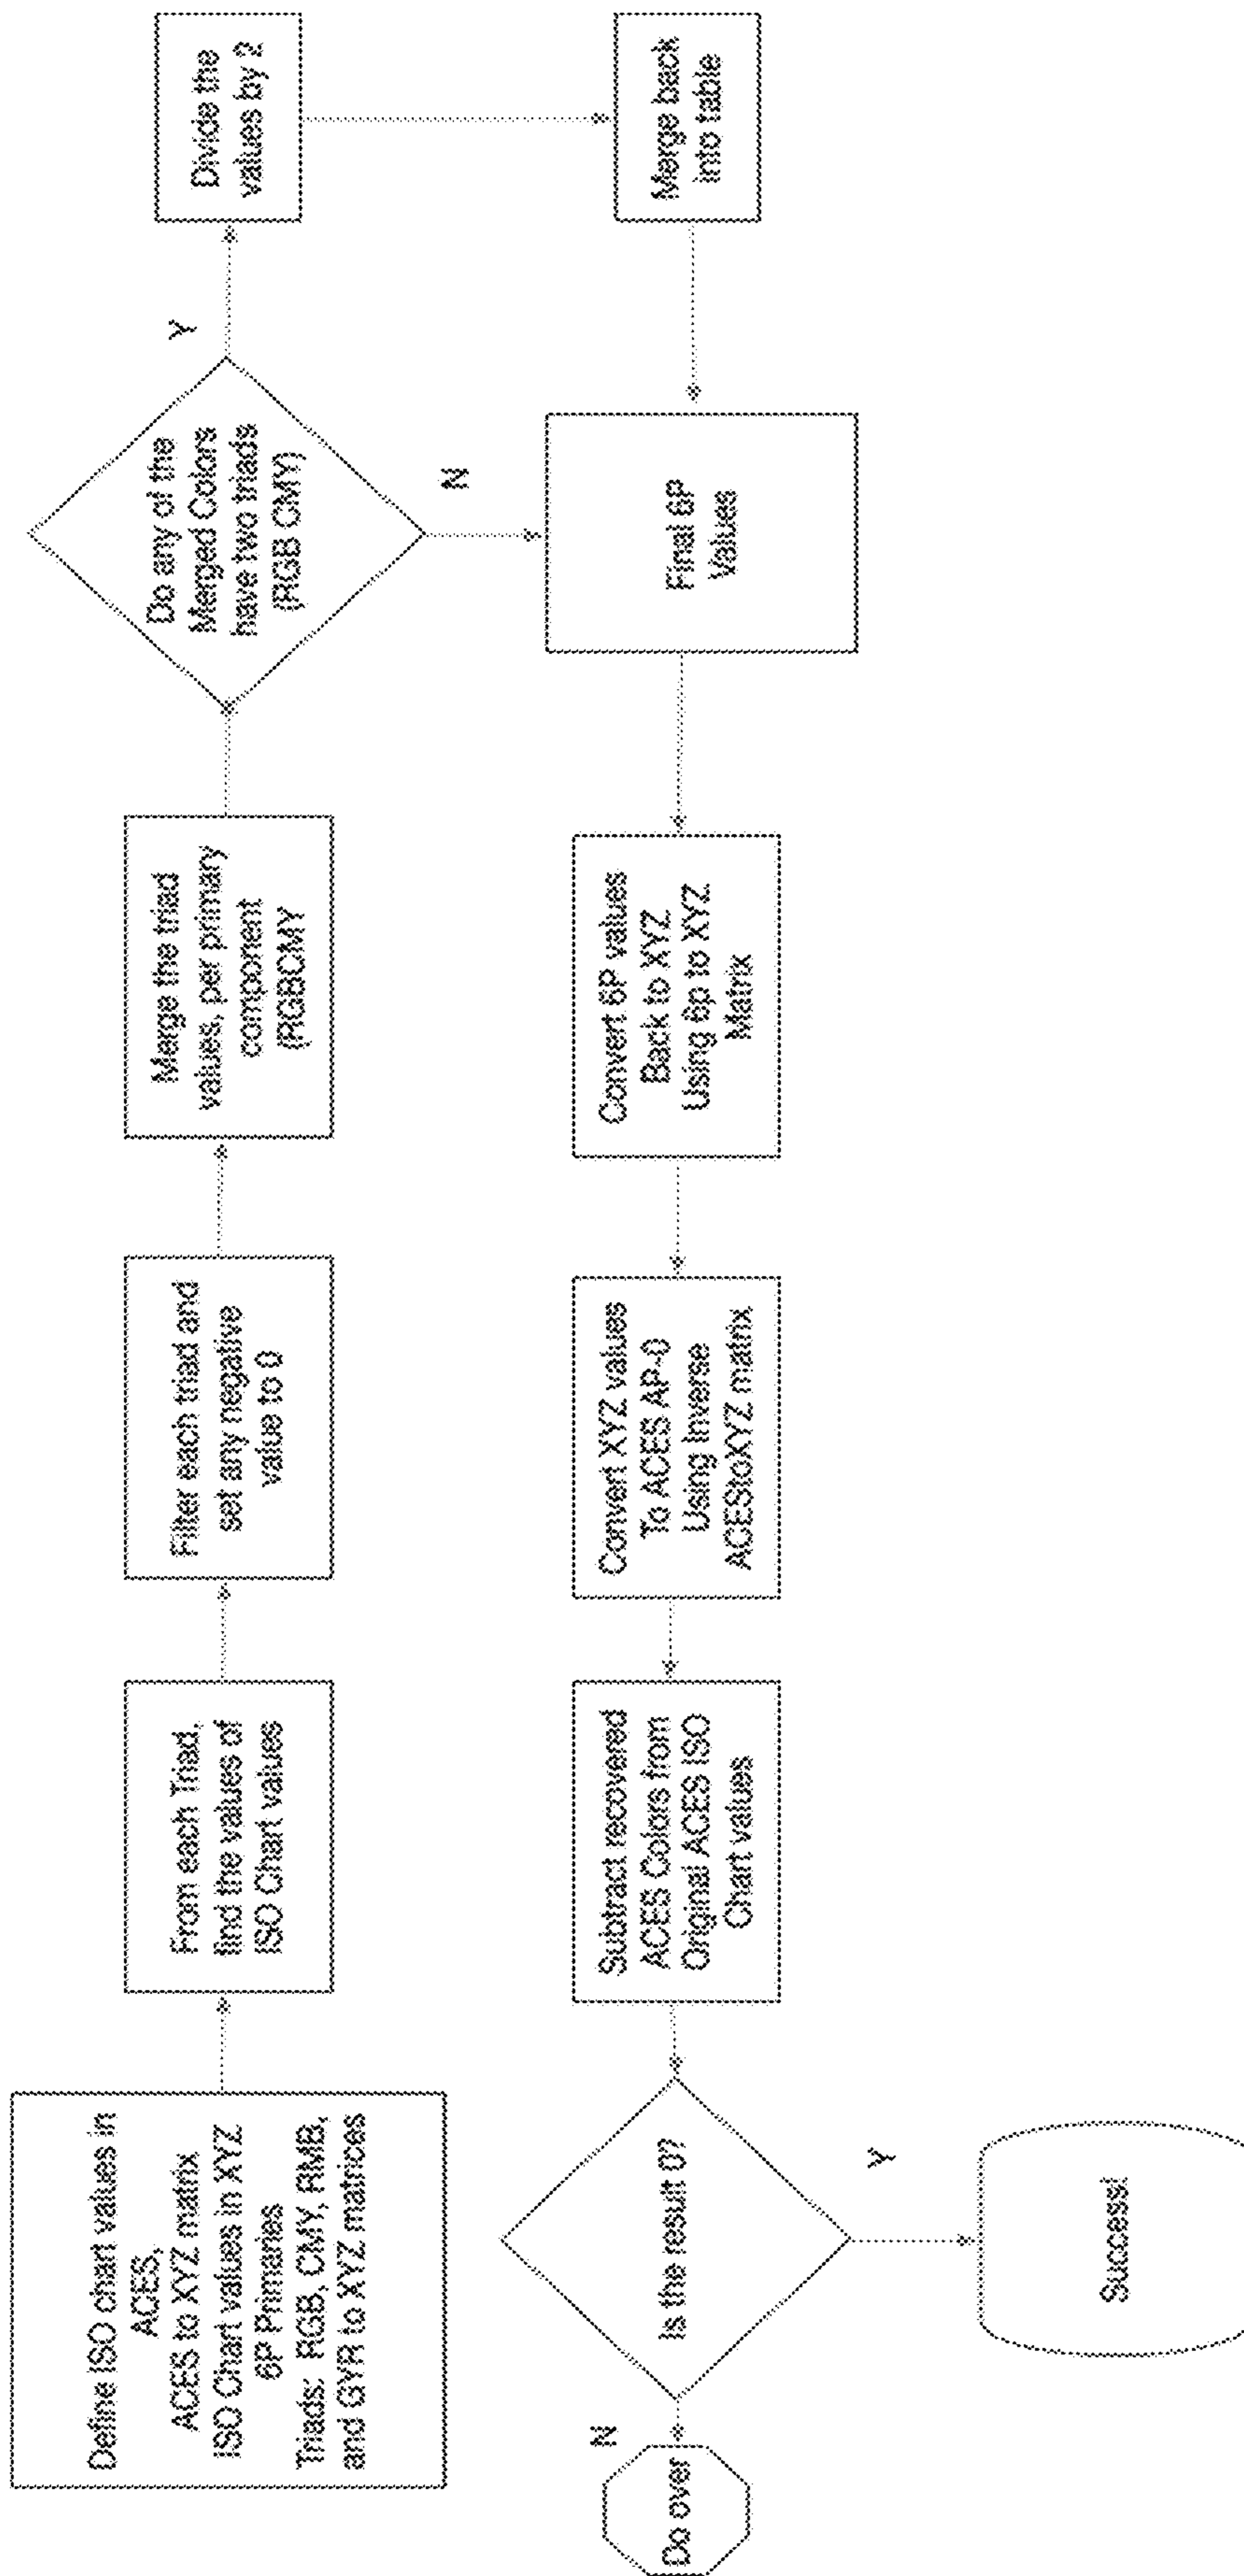 Define ISO chart values in
ACES,
ACES to XYZ matrix
ISO Chart values in XYZ
6P Primaries
Triads: RGB, CMY, RMB,
and GYR to XYZ matrices
From each Triad,
find the values of
ISO Chart values
Filter each triad and
set any negative
value to 0
Merge the triad
values, per primary
component
(RGBCMY
Do any of the
Merged Colors
have two triads
(RGB CMY)
Y
Divide the
values by 2
Merge back
into table
N
Final 6P
Values
Convert 6P values
Back to XYZ
Using 6p to XYZ
Matrix
Convert XYZ values
To ACES AP-0
Using Inverse
ACEStoXYZ matrix
Subtract recovered
ACES Colors from
Original ACES ISO
Chart values
Is the result 0?
N
Do over
Y
Success!